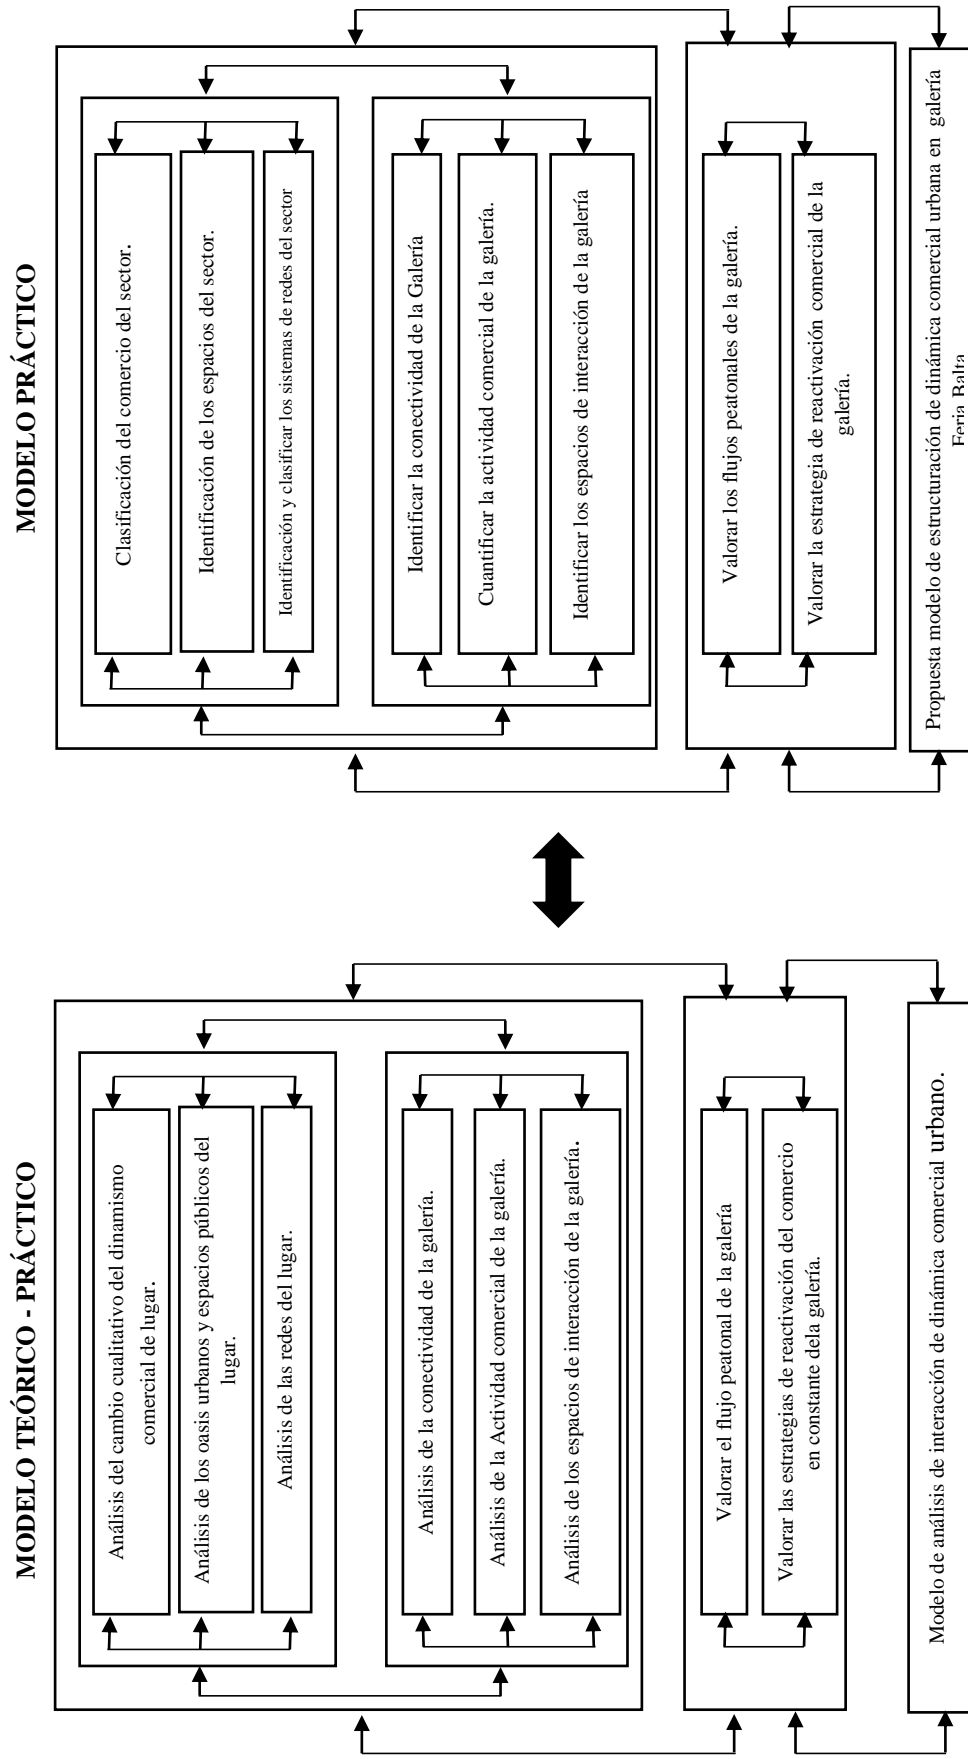 MODELO TEÓRICO - PRÁCTICO
Análisis del cambio cualitativo del dinamismo
comercial de lugar.
Análisis de los oasis urbanos y espacios públicos del
lugar.
Análisis de las redes del lugar.
Análisis de la conectividad de la galería.
Análisis de la Actividad comercial de la galería.
Análisis de los espacios de interacción de la galería.
Valorar el flujo peatonal de la galería
Valorar las estrategias de reactivación del comercio
en constante dela galería.
Modelo de análisis de interacción de dinámica comercial urbano.
MODELO PRÁCTICO
Clasificación del comercio del sector.
Identificación de los espacios del sector.
Identificación y clasificar los sistemas de redes del sector
Identificar la conectividad de la Galería
Cuantificar la actividad comercial de la galería.
Identificar los espacios de interacción de la galería
Valorar los flujos peatonales de la galería.
Valorar la estrategia de reactivación comercial de la
galería.
Propuesta modelo de estructuración de dinámica comercial urbana en galería
Feria Balta